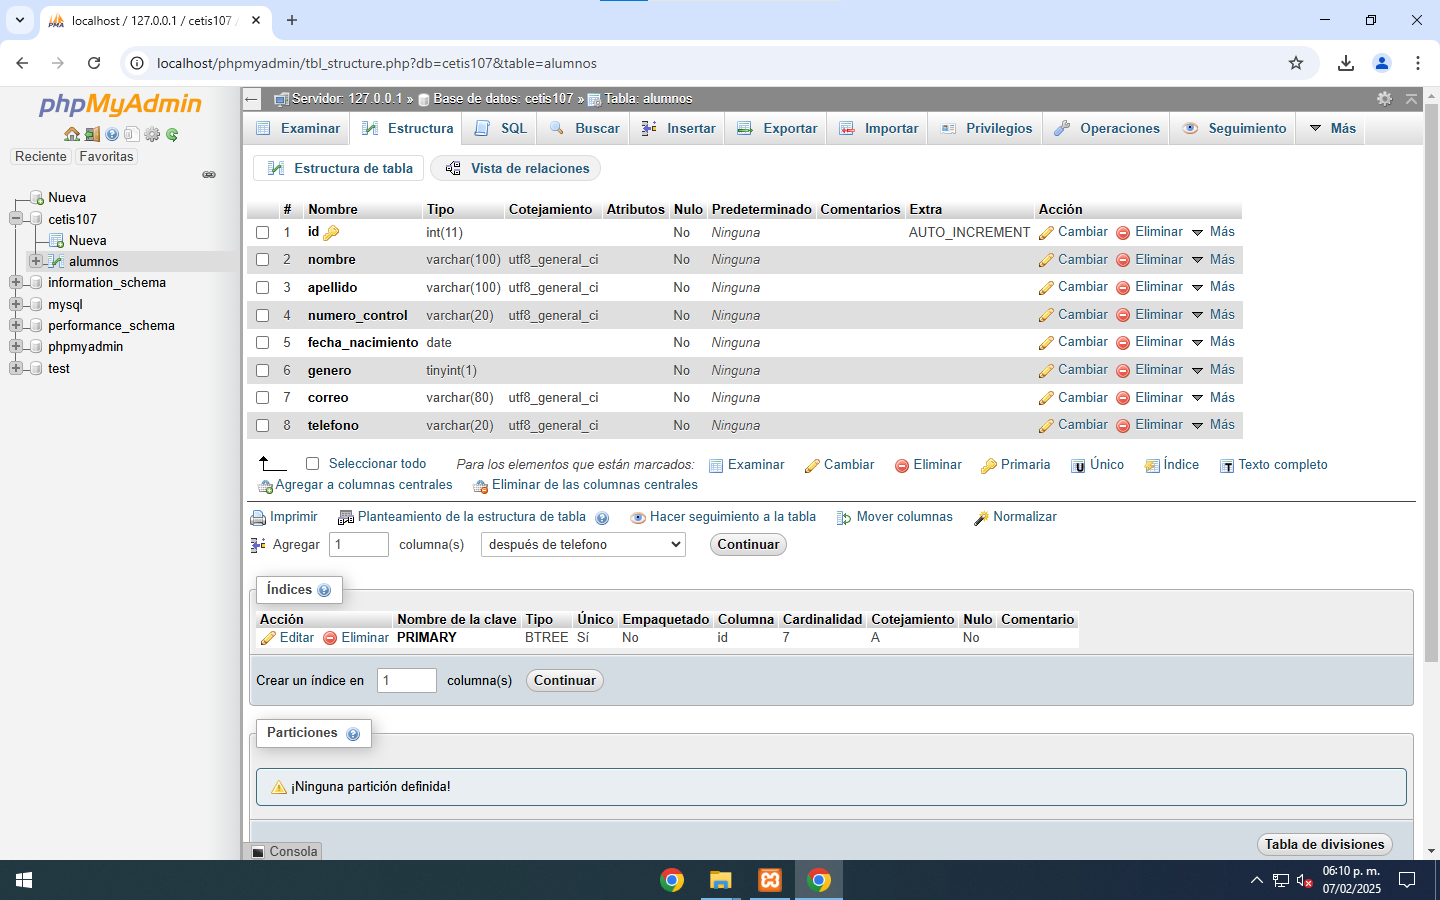 localhost / 127.0.0.1 / cetis107
localhost/phpmyadmin/tbl_structure.php?db=cetis107&table=alumnos
phpMyAdmin
Reciente Favoritas
Nueva
cetis107
Nueva
alumnos
information_schema
mysql
performance_schema
phpmyadmin
test
Servidor: 127.0.0.1 » Base de datos: cetis107 » Tabla: alumnos
Examinar Estructura SQL Buscar Insertar Exportar Importar Privilegios Operaciones Seguimiento Más
Estructura de tabla Vista de relaciones
# Nombre Tipo Cotejamiento Atributos Nulo Predeterminado Comentarios Extra Acción
1 id int(11) No Ninguna AUTO_INCREMENT Cambiar Eliminar Más
2 nombre varchar(100) utf8_general_ci No Ninguna Cambiar Eliminar Más
3 apellido varchar(100) utf8_general_ci No Ninguna Cambiar Eliminar Más
4 numero_control varchar(20) utf8_general_ci No Ninguna Cambiar Eliminar Más
5 fecha_nacimiento date No Ninguna Cambiar Eliminar Más
6 genero tinyint(1) No Ninguna Cambiar Eliminar Más
7 correo varchar(80) utf8_general_ci No Ninguna Cambiar Eliminar Más
8 telefono varchar(20) utf8_general_ci No Ninguna Cambiar Eliminar Más
Seleccionar todo Para los elementos que están marcados: Examinar Cambiar Eliminar Primaria Único Índice Texto completo
Agregar a columnas centrales Eliminar de las columnas centrales
Imprimir Planteamiento de la estructura de tabla Hacer seguimiento a la tabla Mover columnas Normalizar
Agregar 1 columna(s) después de telefono Continuar
Índices
Acción Nombre de la clave Tipo Único Empaquetado Columna Cardinalidad Cotejamiento Nulo Comentario
Editar Eliminar PRIMARY BTREE Sí No id 7 A No
Crear un índice en 1 columna(s) Continuar
Particiones
¡Ninguna partición definida!
Tabla de divisiones
Consola
06:10 p. m.
07/02/2025